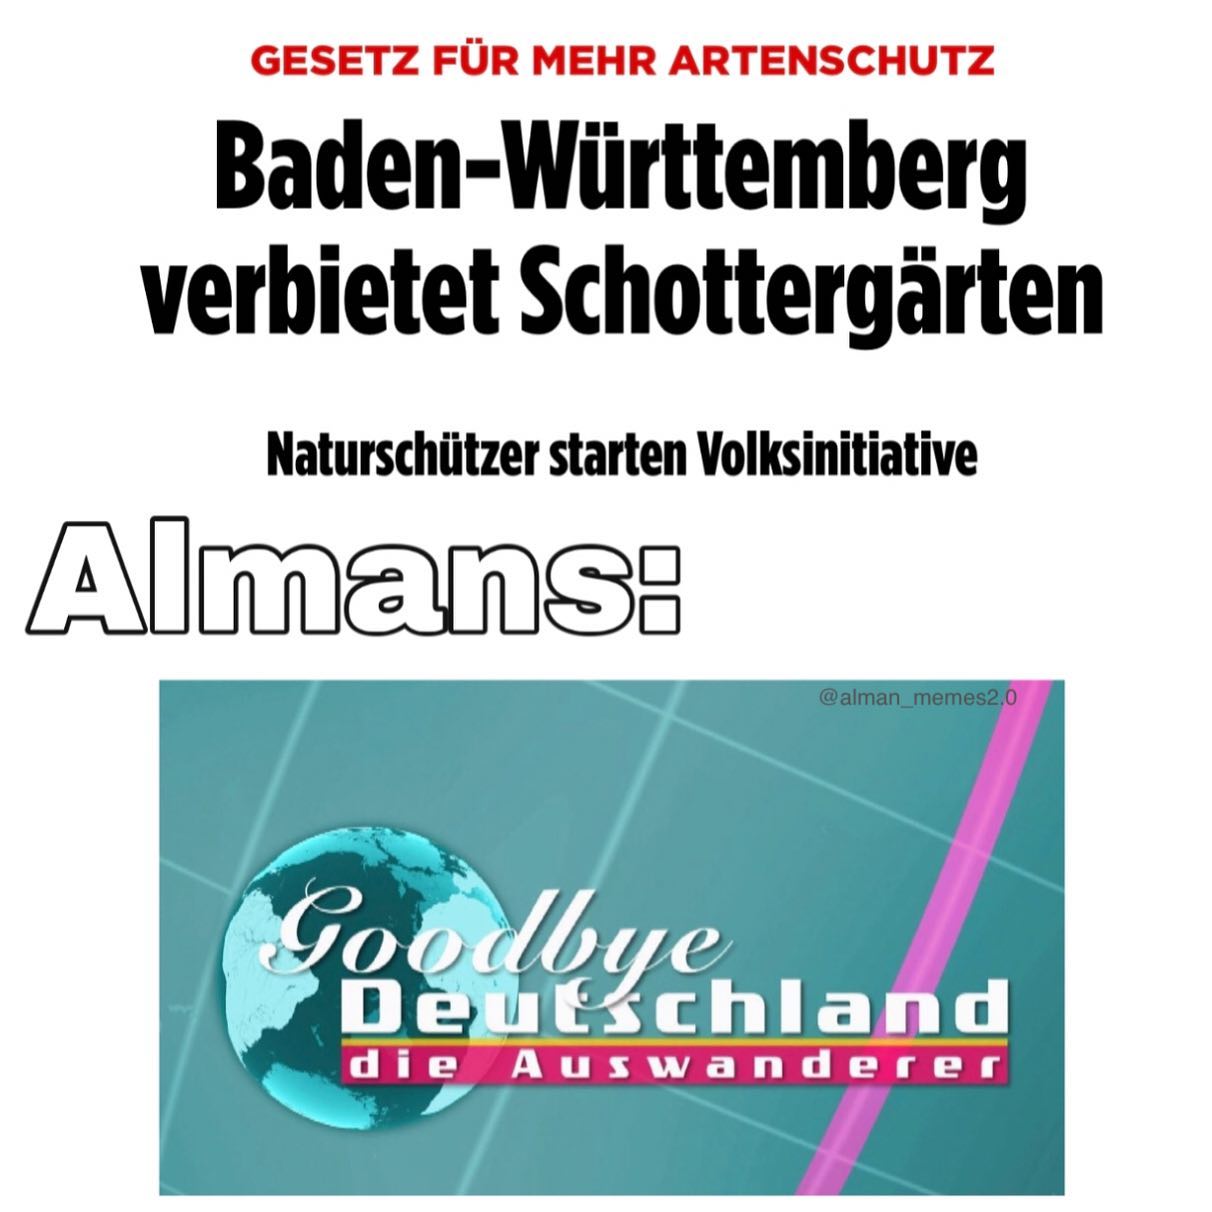 GESETZ FÜR MEHR ARTENSCHUTZ
Baden-Württemberg
verbietet Schottergärten
Naturschützer starten Volksinitiative
Almans:
@alman_memes2.0
Goodbye
Deutschland
die Auswanderer